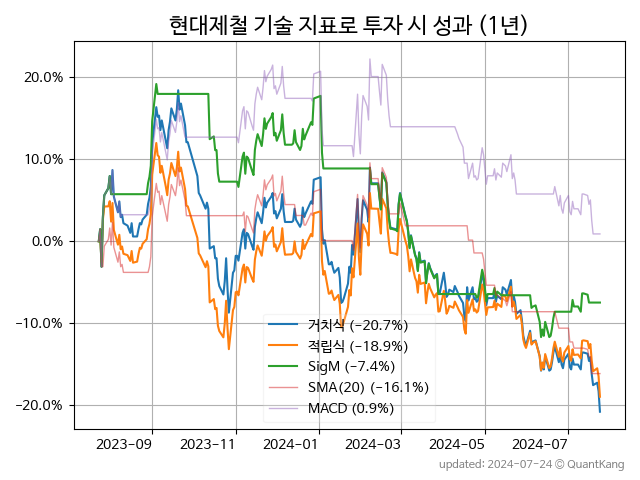 현대제철 기술 지표로 투자 시 성과 (1년)
20.0%
10.0%
0.0%
−10.0%
−20.0%
거치식 (−20.7%)
적립식 (−18.9%)
SigM (−7.4%)
SMA(20) (−16.1%)
MACD (0.9%)
2023-09 2023-11 2024-01 2024-03 2024-05 2024-07
updated: 2024-07-24 © QuantKang